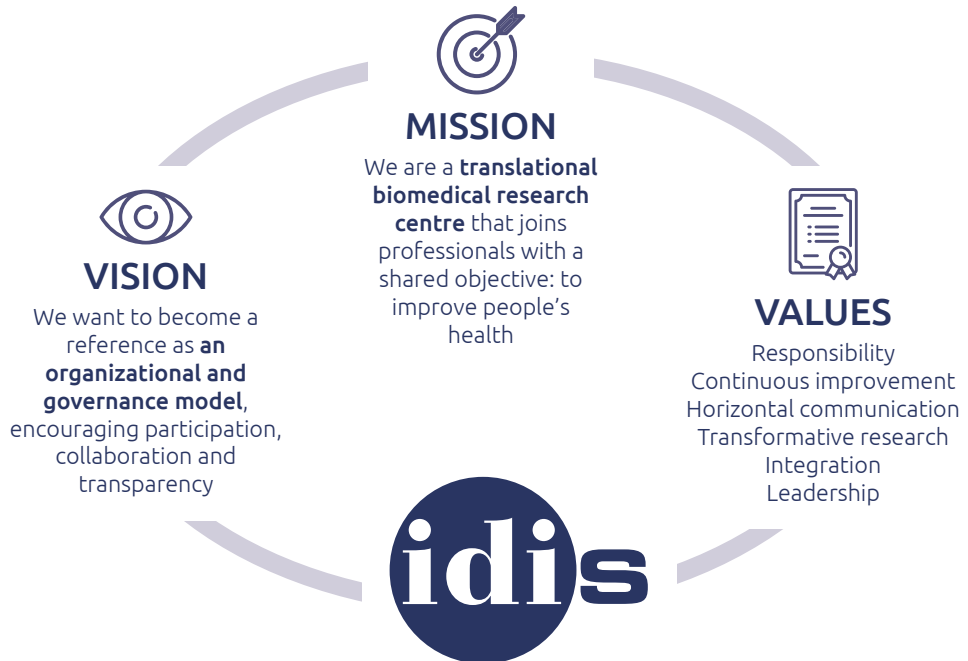 MISSION
We are a translational
biomedical research
centre that joins
professionals with a
shared objective: to
improve people’s
health
VISION
We want to become a
reference as an
organizational and
governance model,
encouraging participation,
collaboration and
transparency
VALUES
Responsibility
Continuous improvement
Horizontal communication
Transformative research
Integration
Leadership
idis